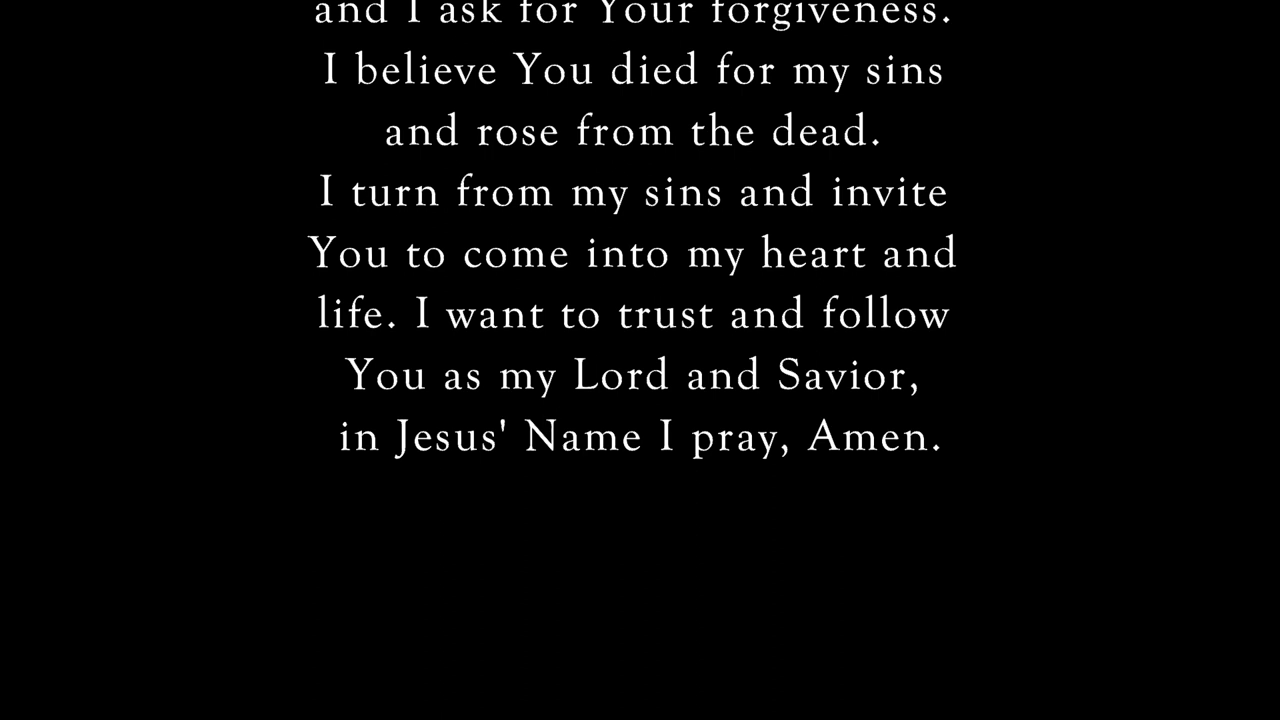 and I ask for Your forgiveness.
I believe You died for my sins
and rose from the dead.
I turn from my sins and invite
You to come into my heart and
life. I want to trust and follow
You as my Lord and Savior,
in Jesus' Name I pray, Amen.